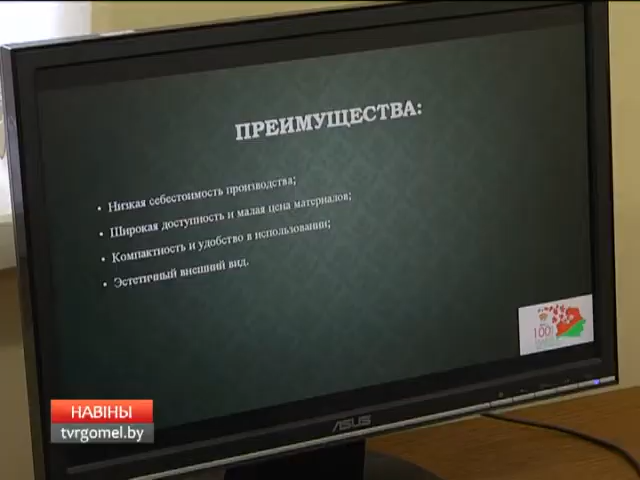 ПРЕИМУЩЕСТВА:
• Низкая себестоимость производства;
• Широкая доступность и малая цена материалов;
• Компактность и удобство в использовании;
• Эстетичный внешний вид.
100
ASUS
НАВІНЫ
tvrgomel.by